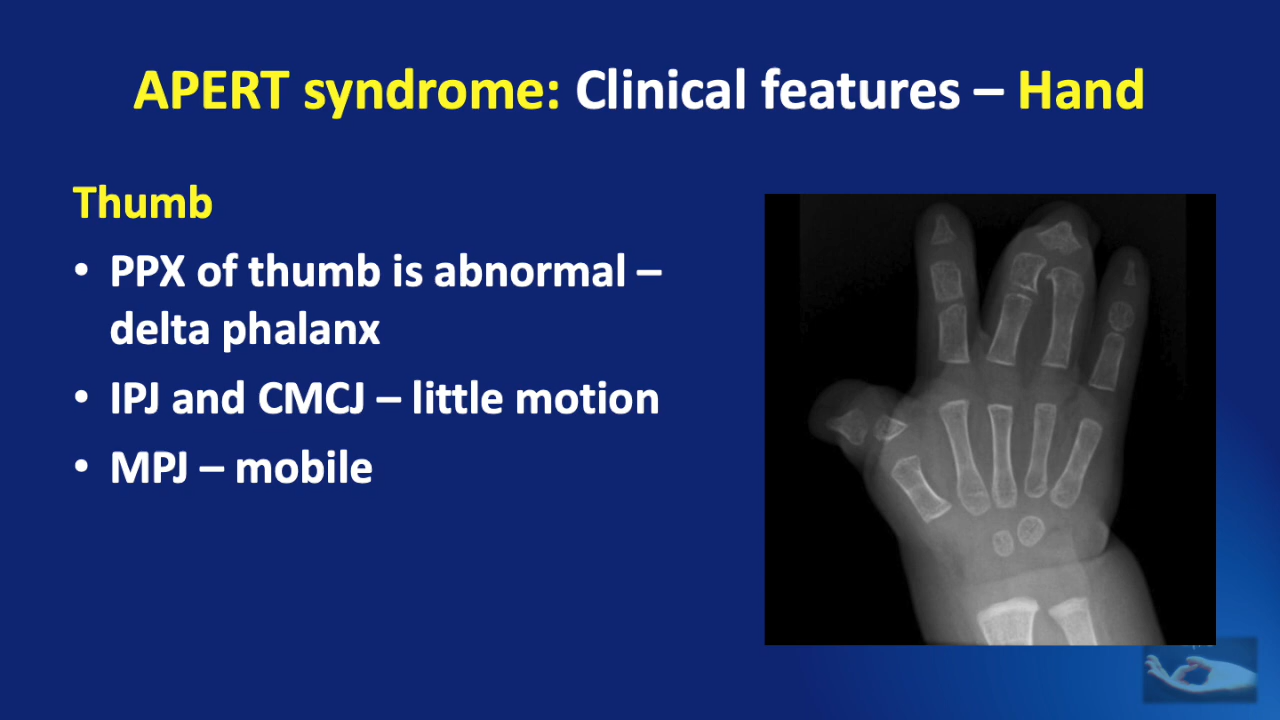 APERT syndrome: Clinical features – Hand
Thumb
• PPX of thumb is abnormal –
delta phalanx
• IPJ and CMCJ – little motion
• MPJ – mobile